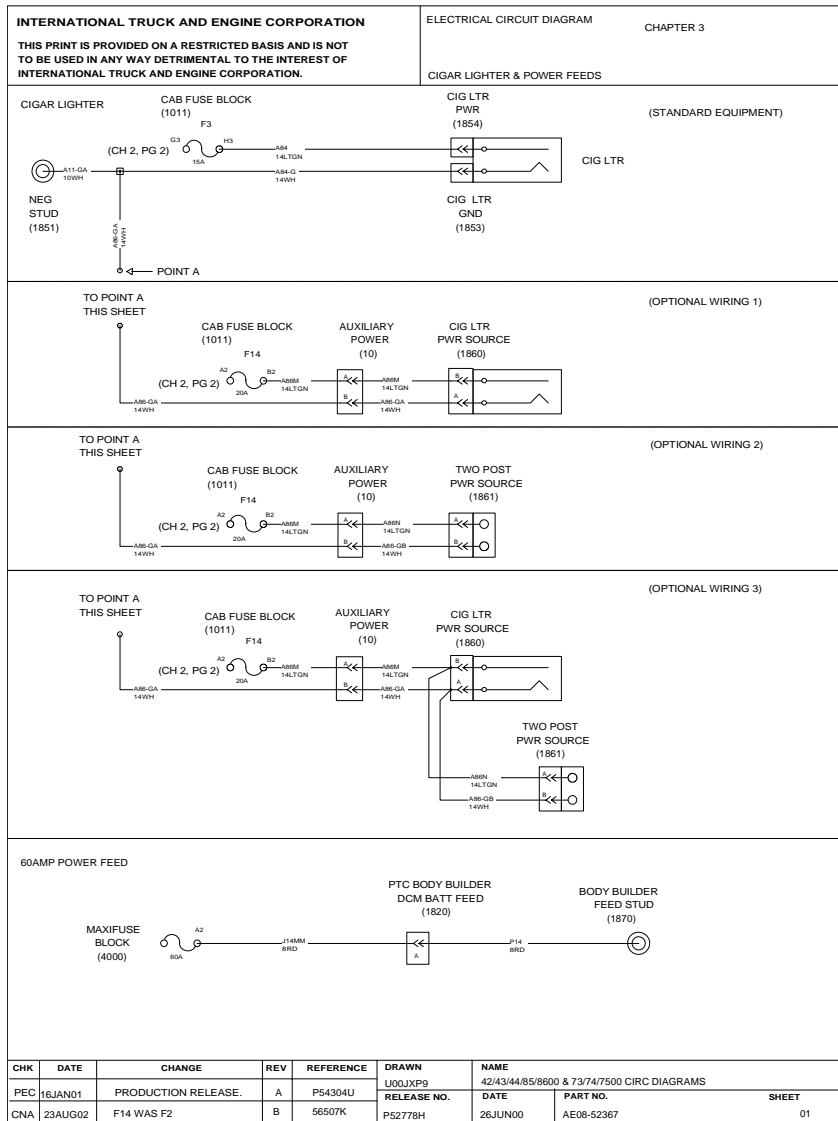 INTERNATIONAL TRUCK AND ENGINE CORPORATION
THIS PRINT IS PROVIDED ON A RESTRICTED BASIS AND IS NOT
TO BE USED IN ANY WAY DETRIMENTAL TO THE INTEREST OF
INTERNATIONAL TRUCK AND ENGINE CORPORATION.
ELECTRICAL CIRCUIT DIAGRAM
CHAPTER 3
CIGAR LIGHTER & POWER FEEDS
CIGAR LIGHTER
CAB FUSE BLOCK
(1011)
F3
(CH 2, PG 2)
G3
H3
15A
A84
14LTGN
CIG LTR
PWR
(1854)
(STANDARD EQUIPMENT)
CIG LTR
A11-GA
10WH
A84-G
14WH
NEG
STUD
(1851)
CIG LTR
GND
(1853)
A86-GA
14WH
POINT A
TO POINT A
THIS SHEET
(OPTIONAL WIRING 1)
CAB FUSE BLOCK
(1011)
F14
AUXILIARY
POWER
(10)
CIG LTR
PWR SOURCE
(1860)
(CH 2, PG 2)
A2
B2
20A
A86M
14LTGN
A
A86M
14LTGN
B
A86-GA
14WH
B
A86-GA
14WH
A
TO POINT A
THIS SHEET
(OPTIONAL WIRING 2)
CAB FUSE BLOCK
(1011)
F14
AUXILIARY
POWER
(10)
TWO POST
PWR SOURCE
(1861)
(CH 2, PG 2)
A2
B2
20A
A86M
14LTGN
A
A86N
14LTGN
A
A86-GA
14WH
B
A86-GB
14WH
B
TO POINT A
THIS SHEET
(OPTIONAL WIRING 3)
CAB FUSE BLOCK
(1011)
F14
AUXILIARY
POWER
(10)
CIG LTR
PWR SOURCE
(1860)
(CH 2, PG 2)
A2
B2
20A
A86M
14LTGN
A
A86M
14LTGN
B
A86-GA
14WH
B
A86-GA
14WH
A
TWO POST
PWR SOURCE
(1861)
A86N
14LTGN
A
A86-GB
14WH
B
60AMP POWER FEED
MAXIFUSE
BLOCK
(4000)
A2
60A
J14MM
8RD
PTC BODY BUILDER
DCM BATT FEED
(1820)
A
P14
8RD
BODY BUILDER
FEED STUD
(1870)
CHK DATE CHANGE REV REFERENCE DRAWN NAME
U00JXP9 42/43/44/85/8600 & 73/74/7500 CIRC DIAGRAMS
PEC 16JAN01 PRODUCTION RELEASE. A P54304U RELEASE NO. DATE PART NO. SHEET
CNA 23AUG02 F14 WAS F2 B 56507K P52778H 26JUN00 AE08-52367 01